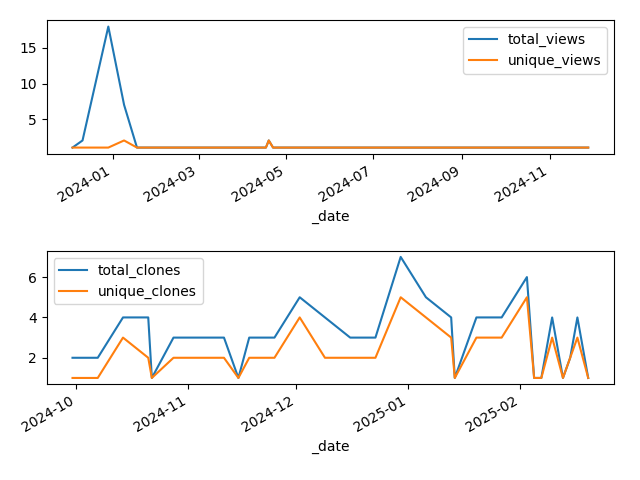 total_views
unique_views
15
10
5
2024-01
2024-03
2024-05
2024-07
2024-09
2024-11
_date
total_clones
unique_clones
6
4
2
2024-10
2024-11
2024-12
2025-01
2025-02
_date